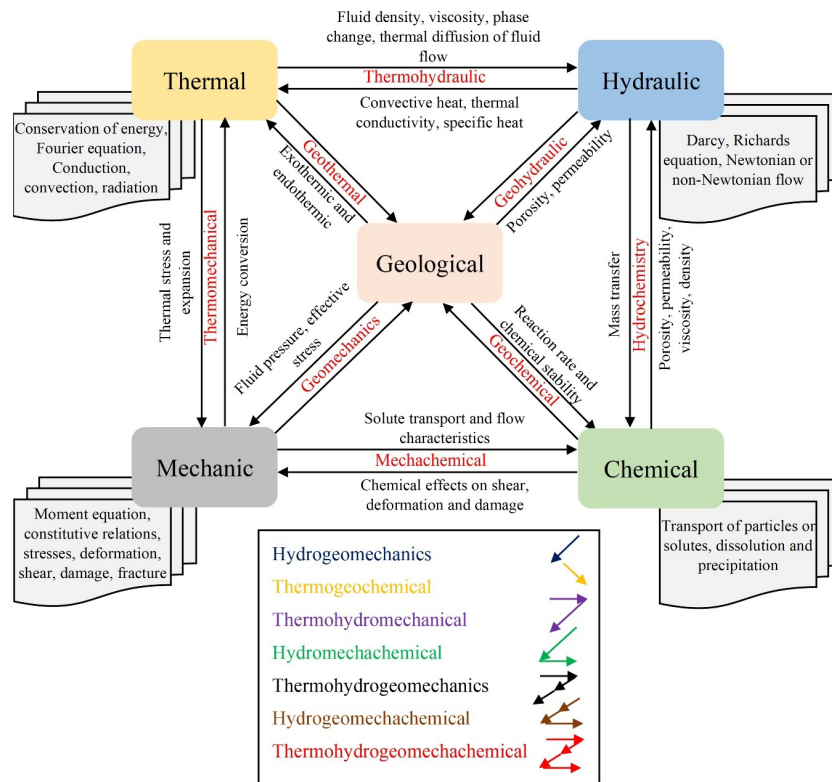 Fluid density, viscosity, phase
change, thermal diffusion of fluid
flow
Thermal
Thermohydraulic
Hydraulic
Convective heat, thermal
conductivity, specific heat
Conservation of energy,
Fourier equation,
Conduction,
convection, radiation
Darcy, Richards
equation, Newtonian or
non-Newtonian flow
Geothermal
Exothermic and
endothermic
Geohydraulic
Porosity, permeability
Thermal stress and
expansion
Thermomechanical
Energy conversion
Geological
Mass transfer
Hydrochemistry
Porosity, permeability,
viscosity, density
Fluid pressure, effective
stress
Geomechanics
Reaction rate and
chemical stability
Geochemical
Mechanic
Solute transport and flow
characteristics
Mechachemical
Chemical effects on shear,
deformation and damage
Chemical
Moment equation,
constitutive relations,
stresses, deformation,
shear, damage, fracture
Transport of particles or
solutes, dissolution and
precipitation
Hydrogeomechanics
Thermogeochemical
Thermohydromechanical
Hydromechachemical
Thermohydrogeomechanics
Hydrogeomechachemical
Thermohydrogeomechachemical